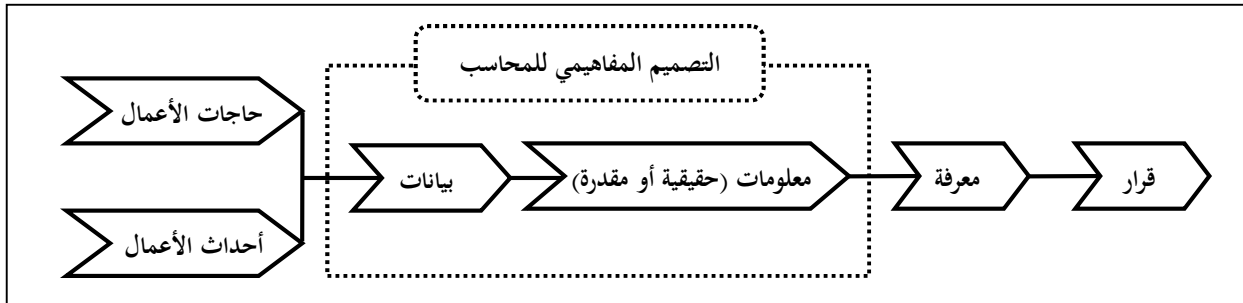 التصميم المفاهيمي للمحاسب
حاجات الأعمال
بيانات
معلومات (حقيقية أو مقدرة)
معرفة
قرار
أحداث الأعمال